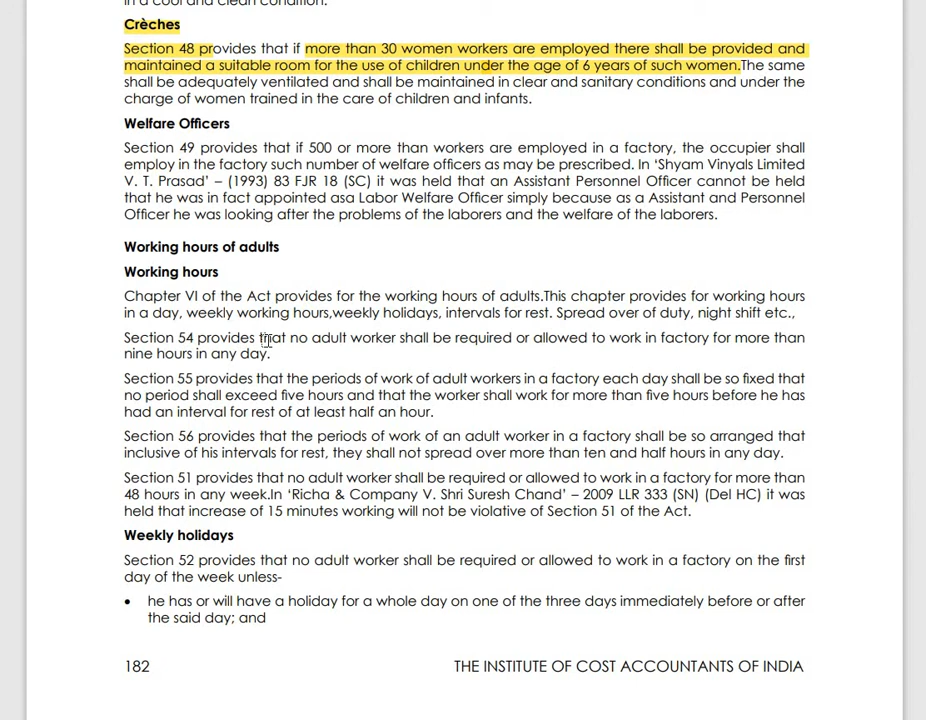 in a cool and clean condition.
Crèches
Section 48 provides that if more than 30 women workers are employed there shall be provided and
maintained a suitable room for the use of children under the age of 6 years of such women.The same
shall be adequately ventilated and shall be maintained in clear and sanitary conditions and under the
charge of women trained in the care of children and infants.
Welfare Officers
Section 49 provides that if 500 or more than workers are employed in a factory, the occupier shall
employ in the factory such number of welfare officers as may be prescribed. In ‘Shyam Vinyals Limited
V. T. Prasad’ – (1993) 83 FJR 18 (SC) it was held that an Assistant Personnel Officer cannot be held
that he was in fact appointed asa Labor Welfare Officer simply because as a Assistant and Personnel
Officer he was looking after the problems of the laborers and the welfare of the laborers.
Working hours of adults
Working hours
Chapter VI of the Act provides for the working hours of adults.This chapter provides for working hours
in a day, weekly working hours,weekly holidays, intervals for rest. Spread over of duty, night shift etc.,
Section 54 provides that no adult worker shall be required or allowed to work in factory for more than
nine hours in any day.
Section 55 provides that the periods of work of adult workers in a factory each day shall be so fixed that
no period shall exceed five hours and that the worker shall work for more than five hours before he has
had an interval for rest of at least half an hour.
Section 56 provides that the periods of work of an adult worker in a factory shall be so arranged that
inclusive of his intervals for rest, they shall not spread over more than ten and half hours in any day.
Section 51 provides that no adult worker shall be required or allowed to work in a factory for more than
48 hours in any week.In ‘Richa & Company V. Shri Suresh Chand’ – 2009 LLR 333 (SN) (Del HC) it was
held that increase of 15 minutes working will not be violative of Section 51 of the Act.
Weekly holidays
Section 52 provides that no adult worker shall be required or allowed to work in a factory on the first
day of the week unless-
• he has or will have a holiday for a whole day on one of the three days immediately before or after
the said day; and
182 THE INSTITUTE OF COST ACCOUNTANTS OF INDIA